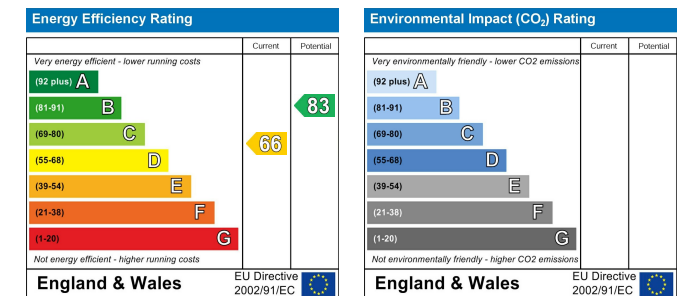 Energy Efficiency Rating
Current Potential
Very energy efficient - lower running costs
(92 plus) A
(81-91) B
83
(69-80) C
66
(55-68) D
(39-54) E
(21-38) F
(1-20) G
Not energy efficient - higher running costs
England & Wales
EU Directive
2002/91/EC
Environmental Impact (CO2) Rating
Current Potential
Very environmentally friendly - lower CO2 emissions
(92 plus) A
(81-91) B
(69-80) C
(55-68) D
(39-54) E
(21-38) F
(1-20) G
Not environmentally friendly - higher CO2 emissions
England & Wales
EU Directive
2002/91/EC